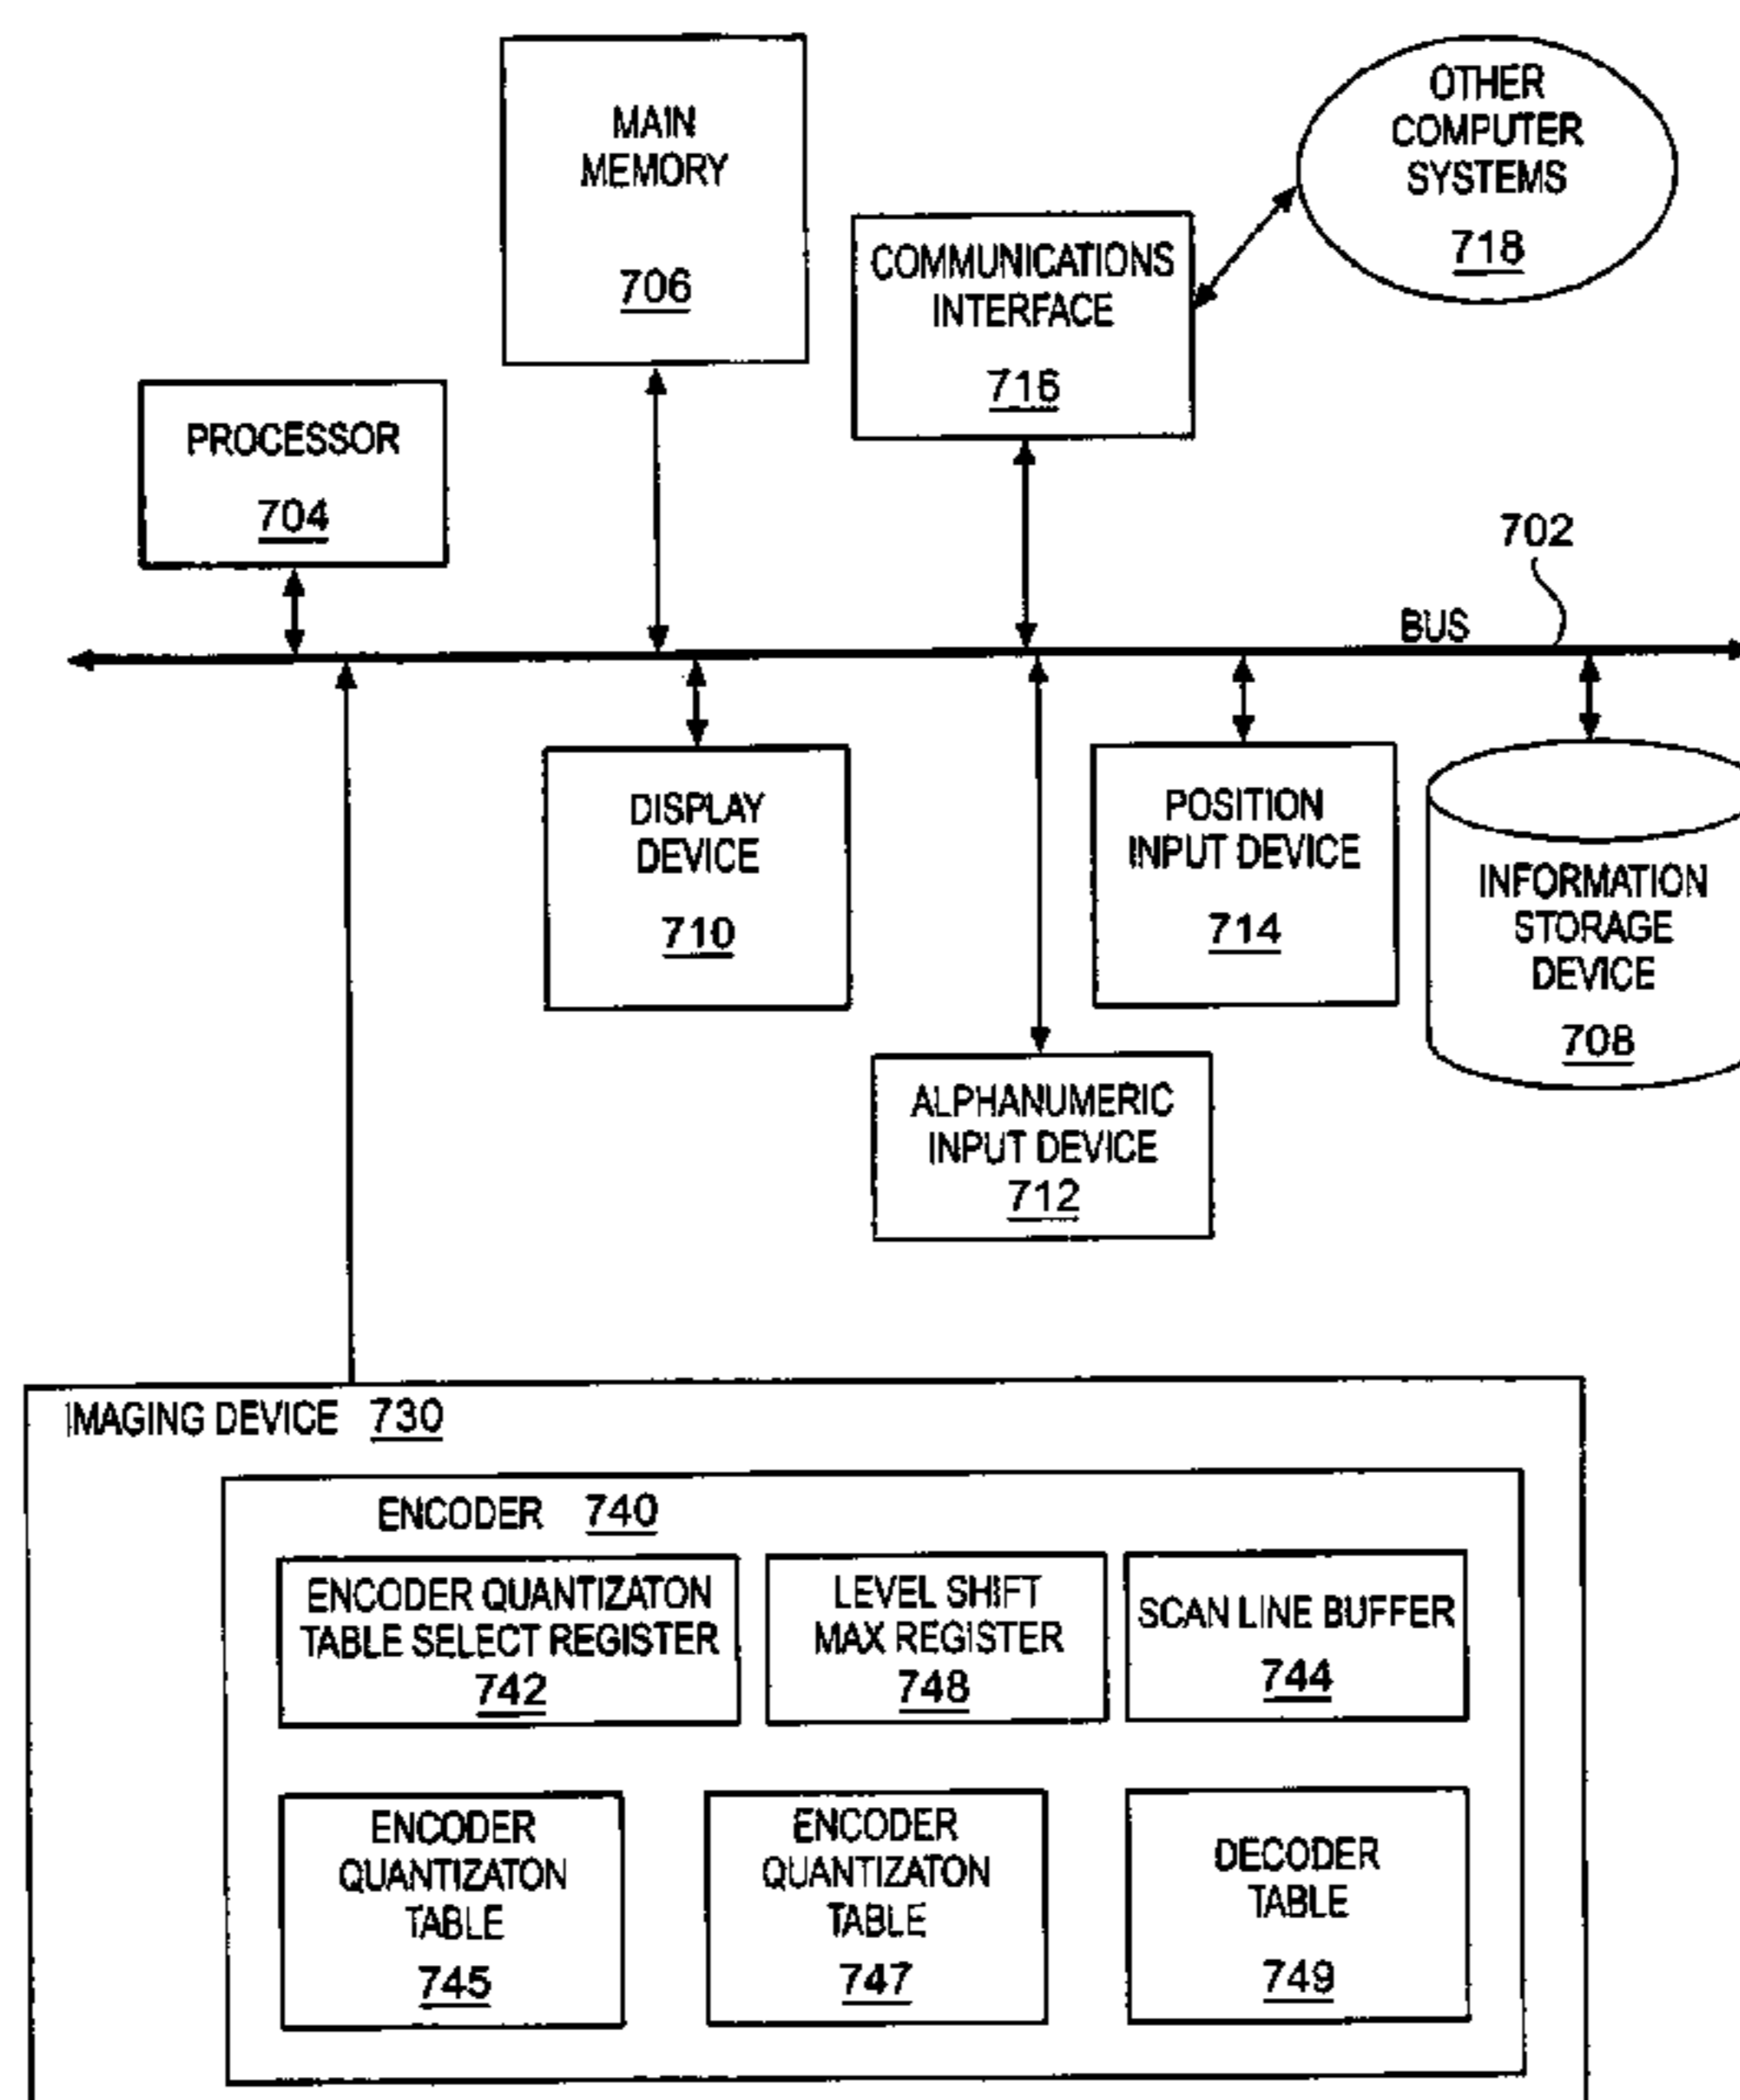 MAIN
MEMORY
706
OTHER
COMPUTER
SYSTEMS
718
COMMUNICATIONS
INTERFACE
716
PROCESSOR
704
702
BUS
DISPLAY
DEVICE
710
POSITION
INPUT DEVICE
714
INFORMATION
STORAGE
DEVICE
708
ALPHANUMERIC
INPUT DEVICE
712
IMAGING DEVICE 730
ENCODER 740
ENCODER QUANTIZATON
TABLE SELECT REGISTER
742
LEVEL SHIFT
MAX REGISTER
748
SCAN LINE BUFFER
744
ENCODER
QUANTIZATON
TABLE
745
ENCODER
QUANTIZATON
TABLE
747
DECODER
TABLE
749